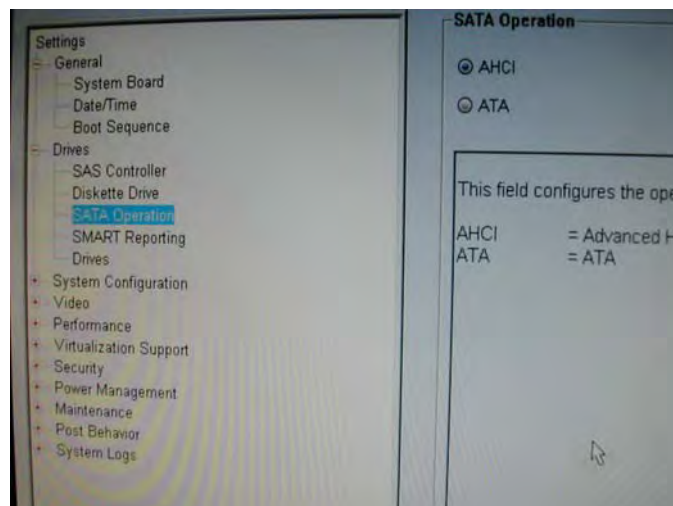 Settings
General
System Board
Date/Time
Boot Sequence
Drives
SAS Controller
Diskette Drive
SATA Operation
SMART Reporting
Drives
System Configuration
Video
Performance
Virtualization Support
Security
Power Management
Maintenance
Post Behavior
System Logs
SATA Operation
AHCI
ATA
This field configures the ope
AHCI = Advanced H
ATA = ATA